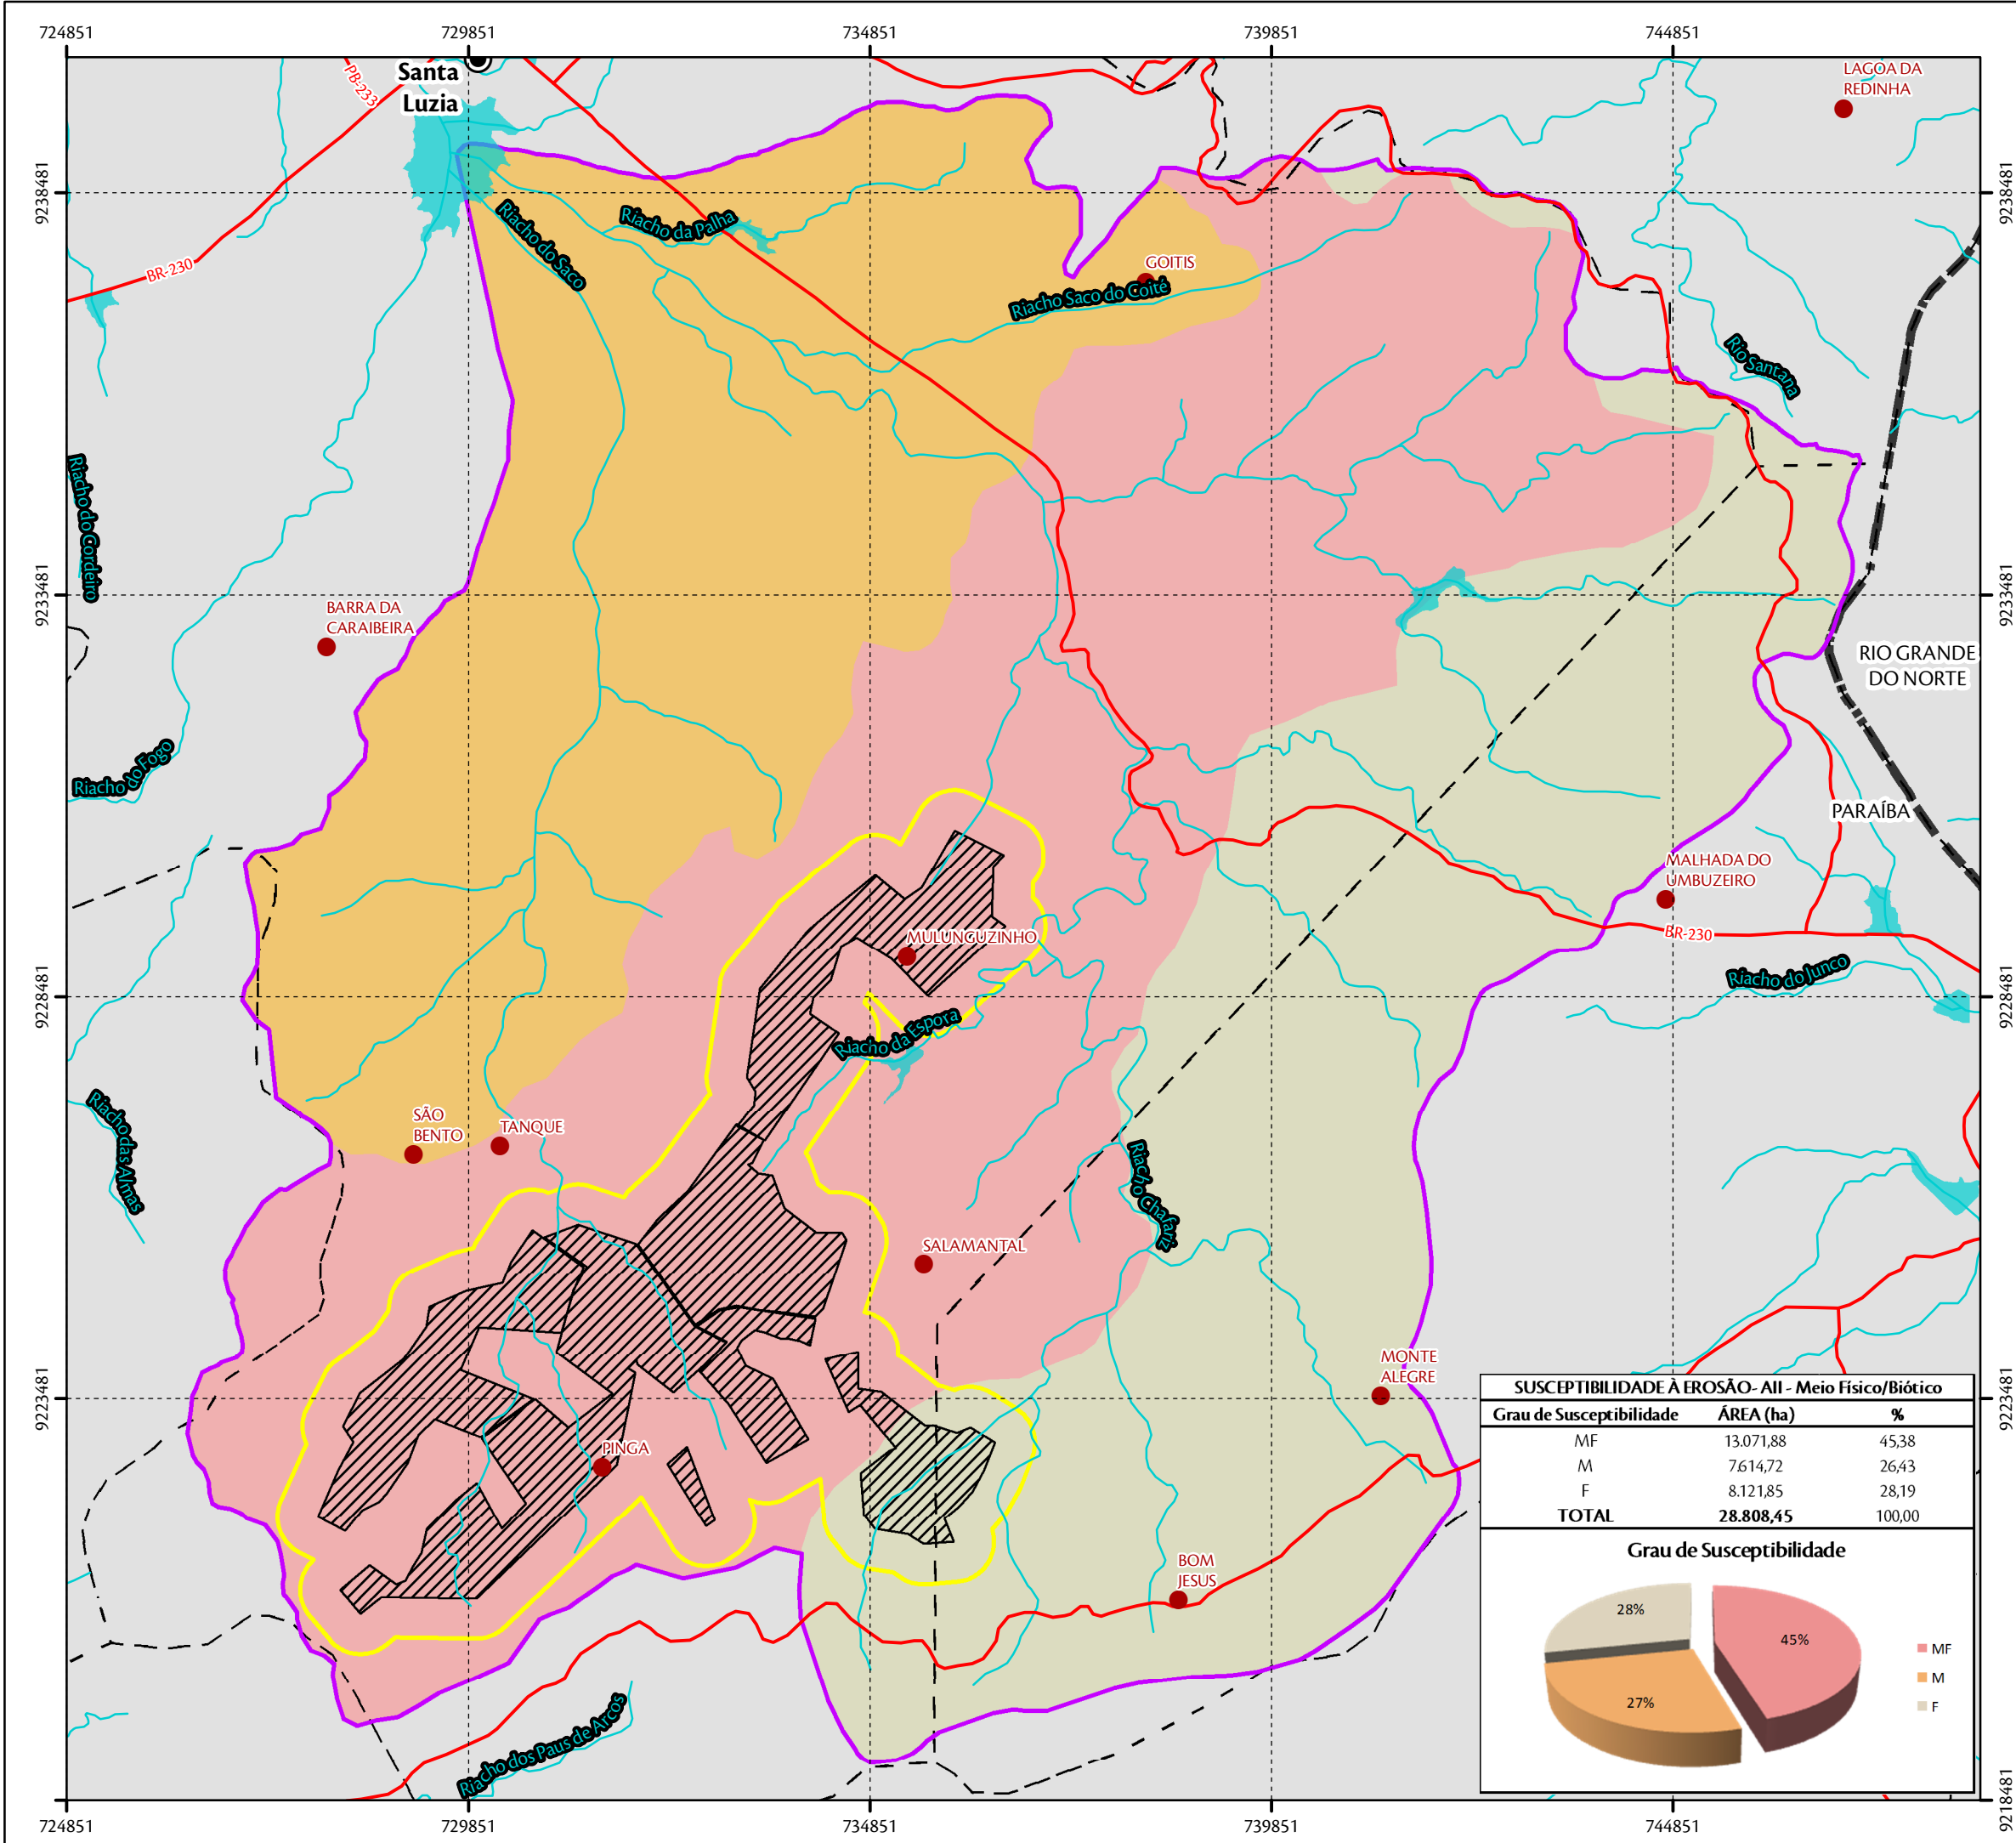 724851
729851
734851
739851
744851
9238481
9233481
9228481
9223481
9238481
9233481
9228481
9223481
9218481
Santa
Luzia
PB-233
BR-230
LAGOA DA
REDINHA
Riacho do Saco
Riacho da Palha
GOITIS
Riacho Saco do Coité
Rio Santana
Riacho do Cordeiro
BARRA DA
CARAIBEIRA
RIO GRANDE
DO NORTE
Riacho do Fogo
PARAÍBA
MALHADA DO
UMBUZEIRO
BR-230
MULUNGUZINHO
Riacho do Junco
Riacho da Espora
Riacho das Almas
SÃO
BENTO
TANQUE
Riacho Chafariz
SALAMANTAL
MONTE
ALEGRE
PINGA
BOM
JESUS
Riacho dos Paus de Arcos
SUSCEPTIBILIDADE À EROSÃO- AII - Meio Físico/Biótico
Grau de Susceptibilidade ÁREA (ha) %
MF 13.071,88 45,38
M 7.614,72 26,43
F 8.121,85 28,19
TOTAL 28.808,45 100,00
Grau de Susceptibilidade
28%
45%
27%
MF
M
F
724851
729851
734851
739851
744851